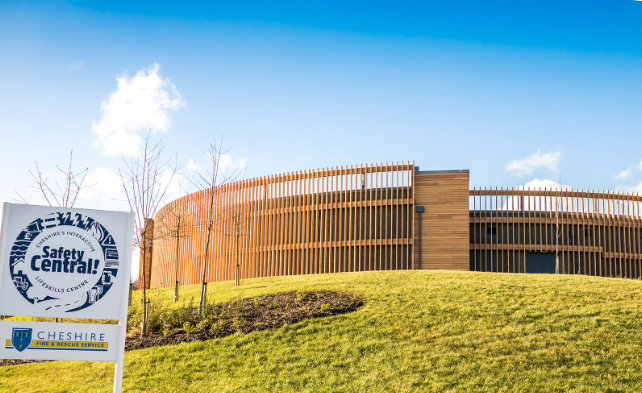 CHESHIRE'S INTERACTIVE
Safety
Central!
LIFESKILLS CENTRE
CHESHIRE
FIRE & RESCUE SERVICE